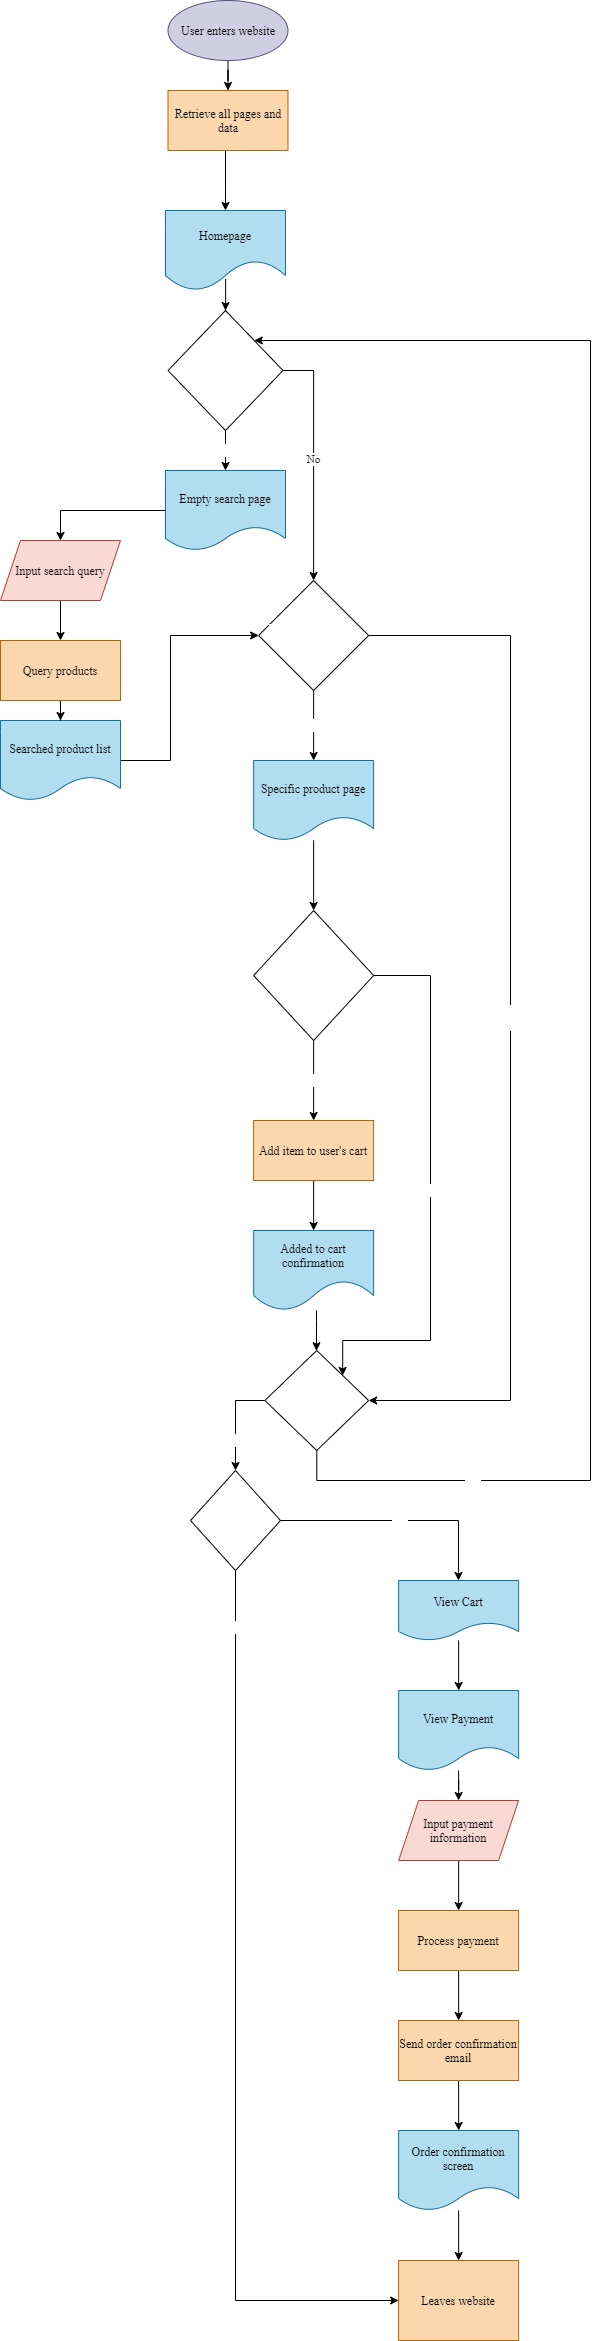 User enters website
Retrieve all pages and
data
Homepage
No
Empty search page
Input search query
Query products
Searched product list
Specific product page
Add item to user's cart
Added to cart
confirmation
View Cart
View Payment
Input payment
information
Process payment
Send order confirmation
email
Order confirmation
screen
Leaves website